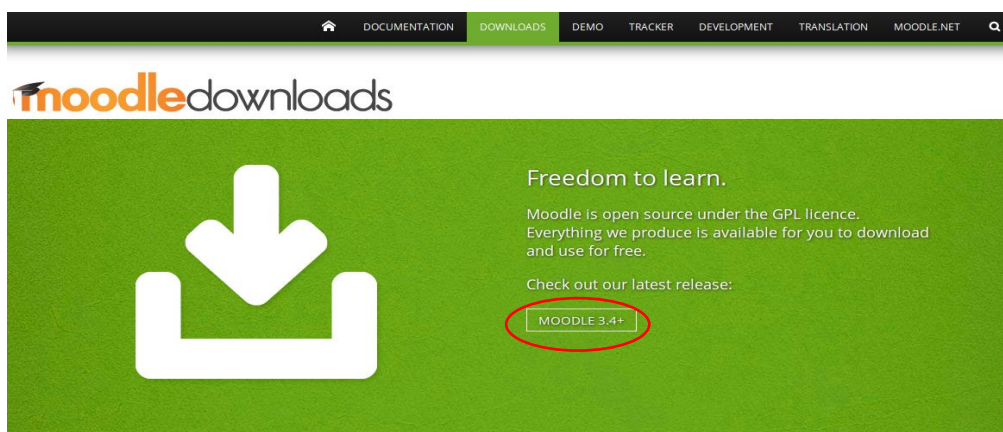 DOCUMENTATION DOWNLOADS DEMO TRACKER DEVELOPMENT TRANSLATION MOODLE.NET
moodledownloads
Freedom to learn.
Moodle is open source under the GPL licence.
Everything we produce is available for you to download
and use for free.
Check out our latest release:
MOODLE 3.4+